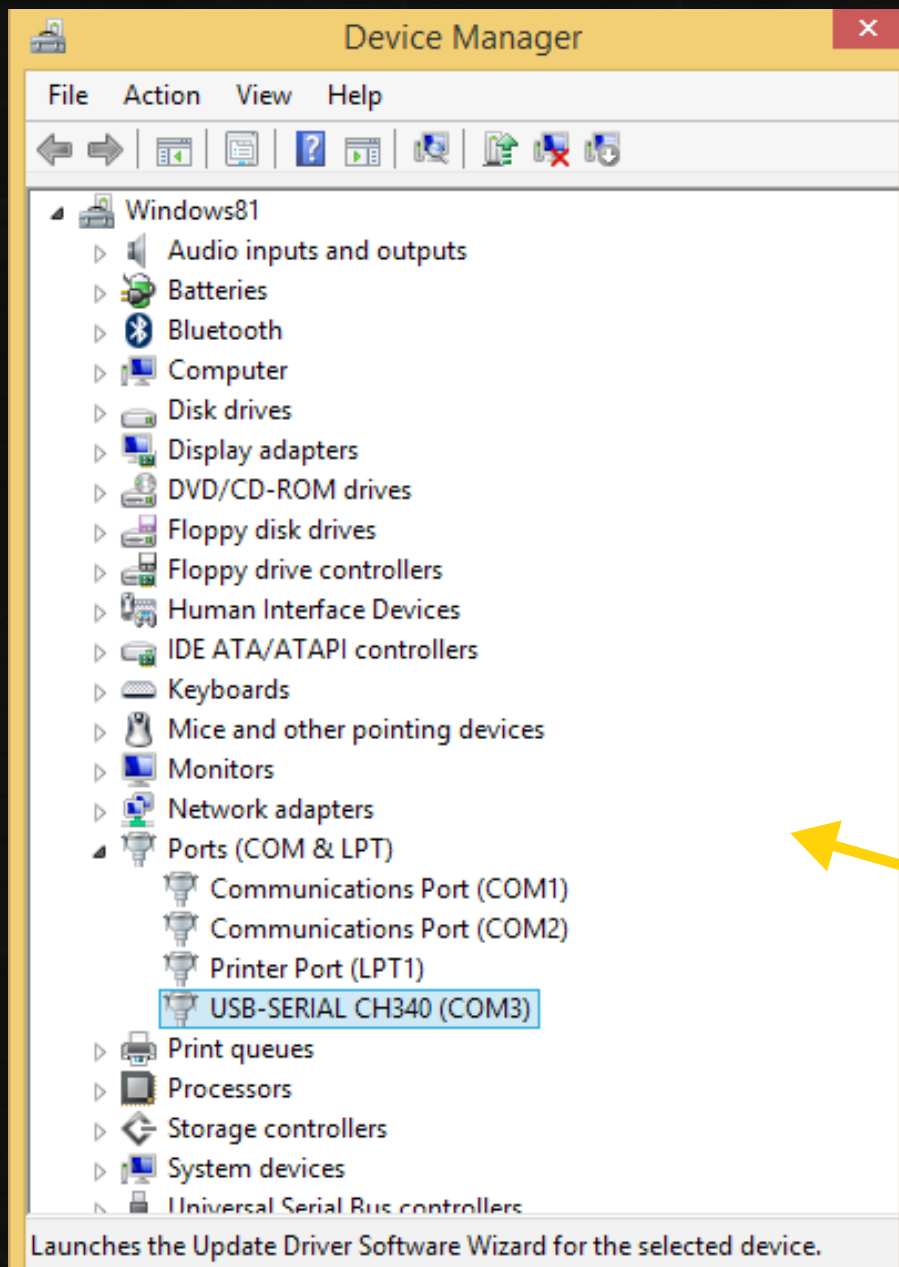 Device Manager
File Action View Help
Windows81
Audio inputs and outputs
Batteries
Bluetooth
Computer
Disk drives
Display adapters
DVD/CD-ROM drives
Floppy disk drives
Floppy drive controllers
Human Interface Devices
IDE ATA/ATAPI controllers
Keyboards
Mice and other pointing devices
Monitors
Network adapters
Ports (COM & LPT)
Communications Port (COM1)
Communications Port (COM2)
Printer Port (LPT1)
USB-SERIAL CH340 (COM3)
Print queues
Processors
Storage controllers
System devices
Universal Serial Bus controllers
Launches the Update Driver Software Wizard for the selected device.